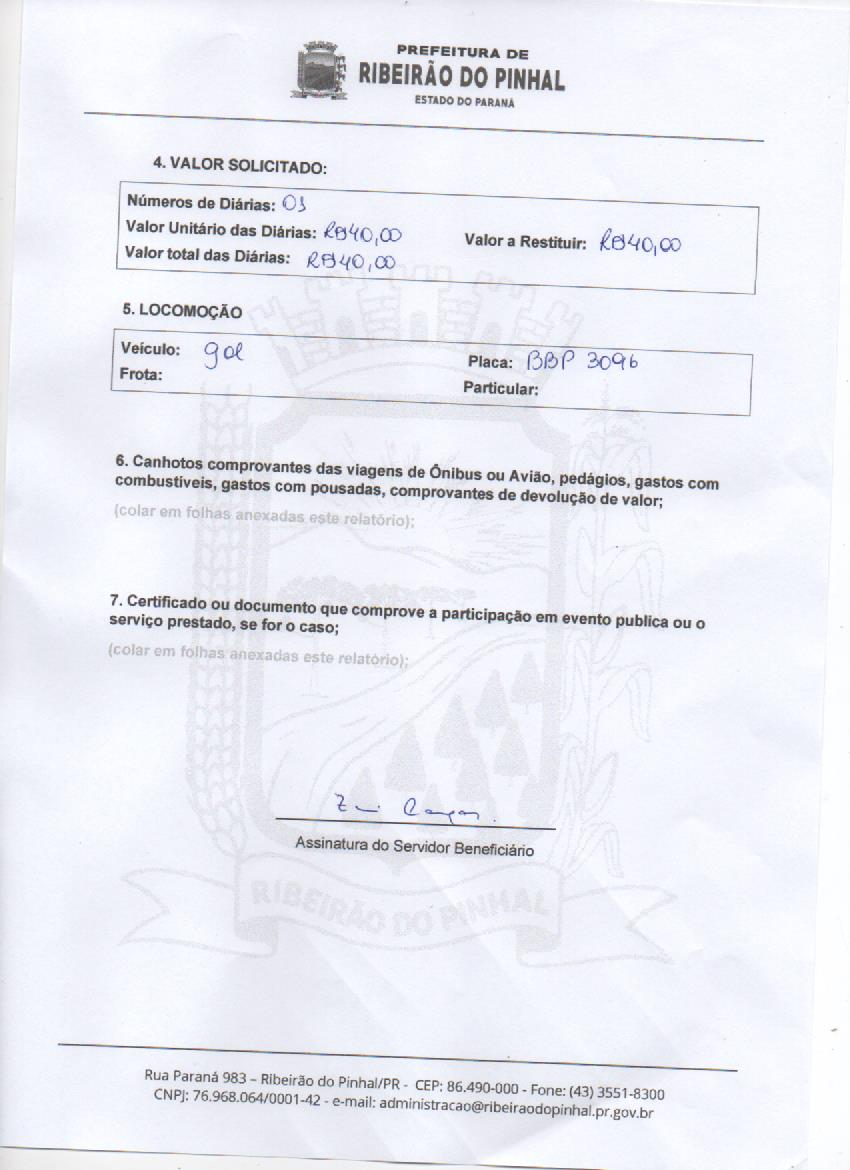 PREFEITURA DE
RIBEIRÃO DO PINHAL
ESTADO DO PARANÁ
4. VALOR SOLICITADO:
Números de Diárias: 01
Valor Unitário das Diárias: R$40,00 Valor a Restituir: R$40,00
Valor total das Diárias: R$40,00
5. LOCOMOÇÃO
Veículo: gol Placa: BBP 3096
Frota: Particular:
6. Canhotos comprovantes das viagens de Ônibus ou Avião, pedágios, gastos com
combustíveis, gastos com pousadas, comprovantes de devolução de valor;
(colar em folhas anexadas este relatório);
7. Certificado ou documento que comprove a participação em evento publica ou o
serviço prestado, se for o caso;
(colar em folhas anexadas este relatório);
Assinatura do Servidor Beneficiário
RIBEIRÃO DO PINHAL
Rua Paraná 983 – Ribeirão do Pinhal/PR - CEP: 86.490-000 - Fone: (43) 3551-8300
CNPJ: 76.968.064/0001-42 - e-mail: administracao@ribeiraodopinhal.pr.gov.br